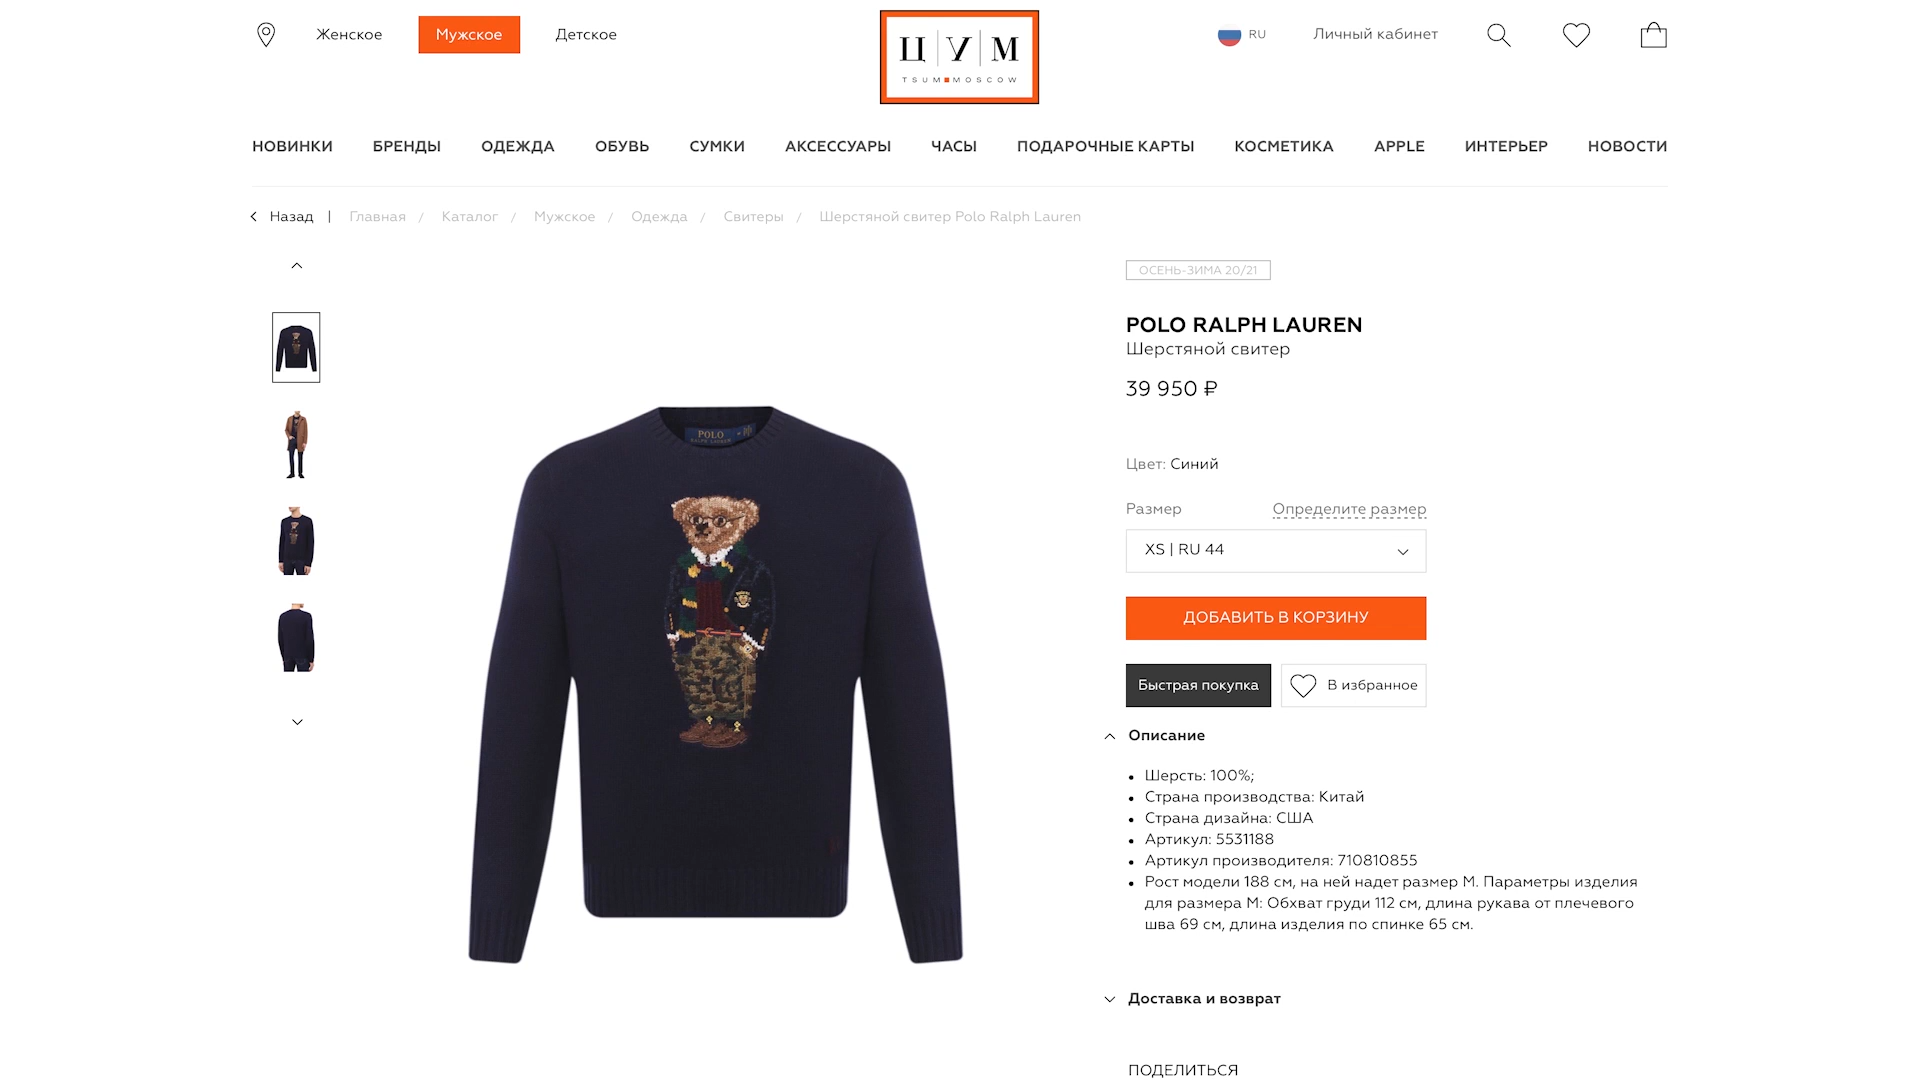 Женское
Мужское
Детское
ЦУМ
TSUM MOSCOW
RU
Личный кабинет
НОВИНКИ
БРЕНДЫ
ОДЕЖДА
ОБУВЬ
СУМКИ
АКСЕССУАРЫ
ЧАСЫ
ПОДАРОЧНЫЕ КАРТЫ
КОСМЕТИКА
APPLE
ИНТЕРЬЕР
НОВОСТИ
Назад | Главная / Каталог / Мужское / Одежда / Свитеры / Шерстяной свитер Polo Ralph Lauren
ОСЕНЬ-ЗИМА 20/21
POLO RALPH LAUREN
Шерстяной свитер
39 950 ₽
Цвет: Синий
Размер
Определите размер
XS | RU 44
ДОБАВИТЬ В КОРЗИНУ
Быстрая покупка
В избранное
Описание
• Шерсть: 100%;
• Страна производства: Китай
• Страна дизайна: США
• Артикул: 5531188
• Артикул производителя: 710810855
• Рост модели 188 см, на ней надет размер M. Параметры изделия
для размера M: Обхват груди 112 см, длина рукава от плечевого
шва 69 см, длина изделия по спинке 65 см.
Доставка и возврат
ПОДЕЛИТЬСЯ
POLO
RALPH LAUREN